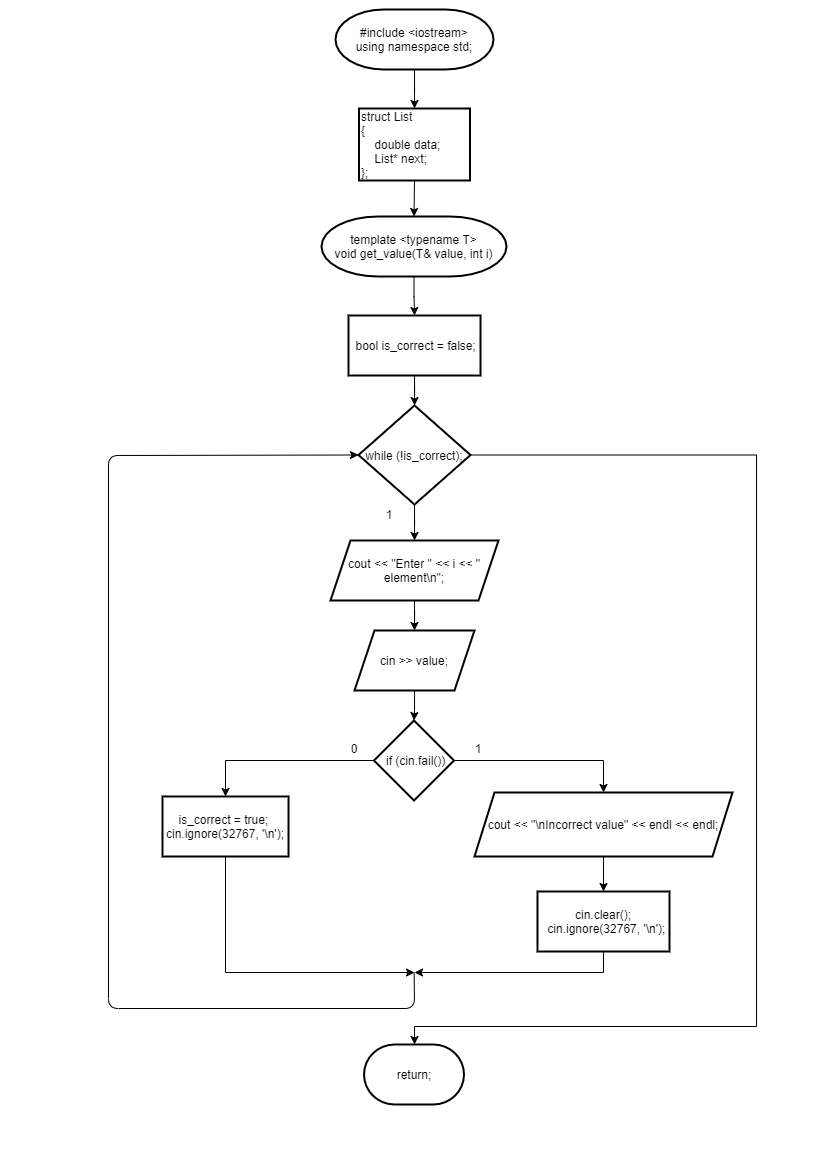 #include <iostream>
using namespace std;
struct List
{
double data;
List* next;
};
template <typename T>
void get_value(T& value, int i)
bool is_correct = false;
while (!is_correct);
1
cout << "Enter " << i << "
element\n";
cin >> value;
if (cin.fail())
0
1
is_correct = true;
cin.ignore(32767, '\n');
cout << "\nIncorrect value" << endl << endl;
cin.clear();
cin.ignore(32767, '\n');
return;